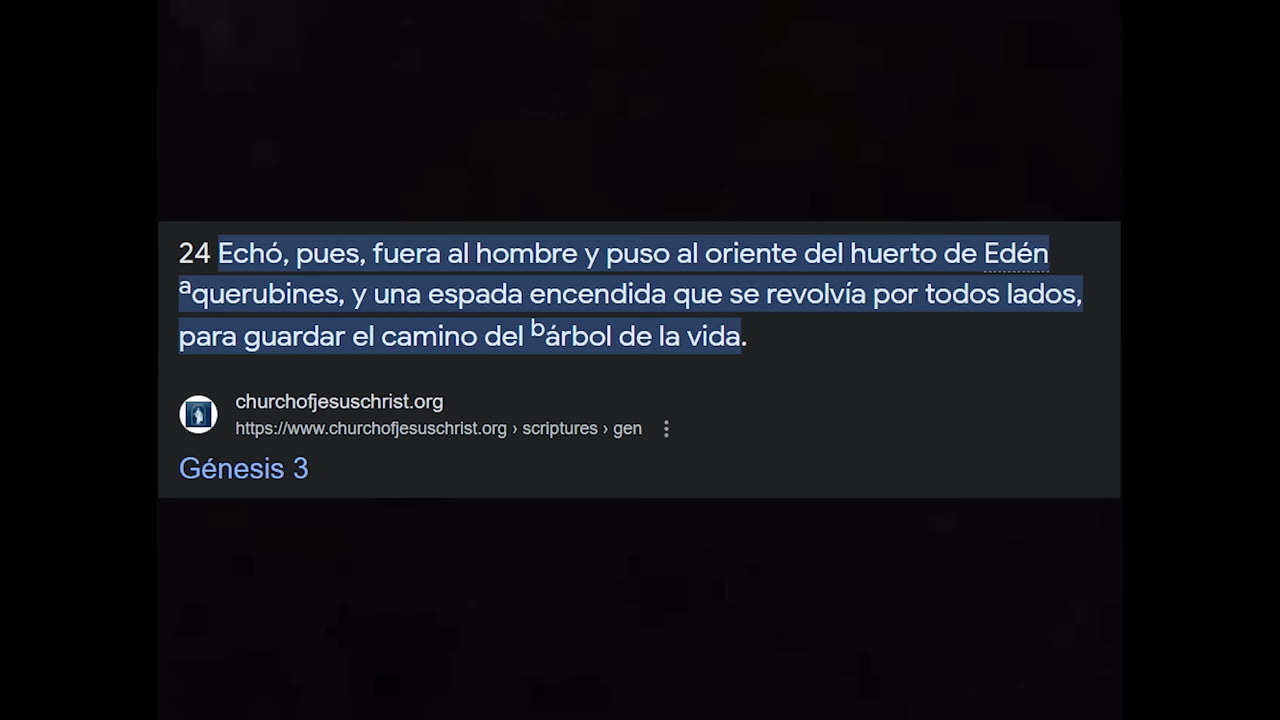 24 Echó, pues, fuera al hombre y puso al oriente del huerto de Edén
aquerubines, y una espada encendida que se revolvía por todos lados,
para guardar el camino del bárbol de la vida.
churchofjesuschrist.org
https://www.churchofjesuschrist.org › scriptures › gen
Génesis 3